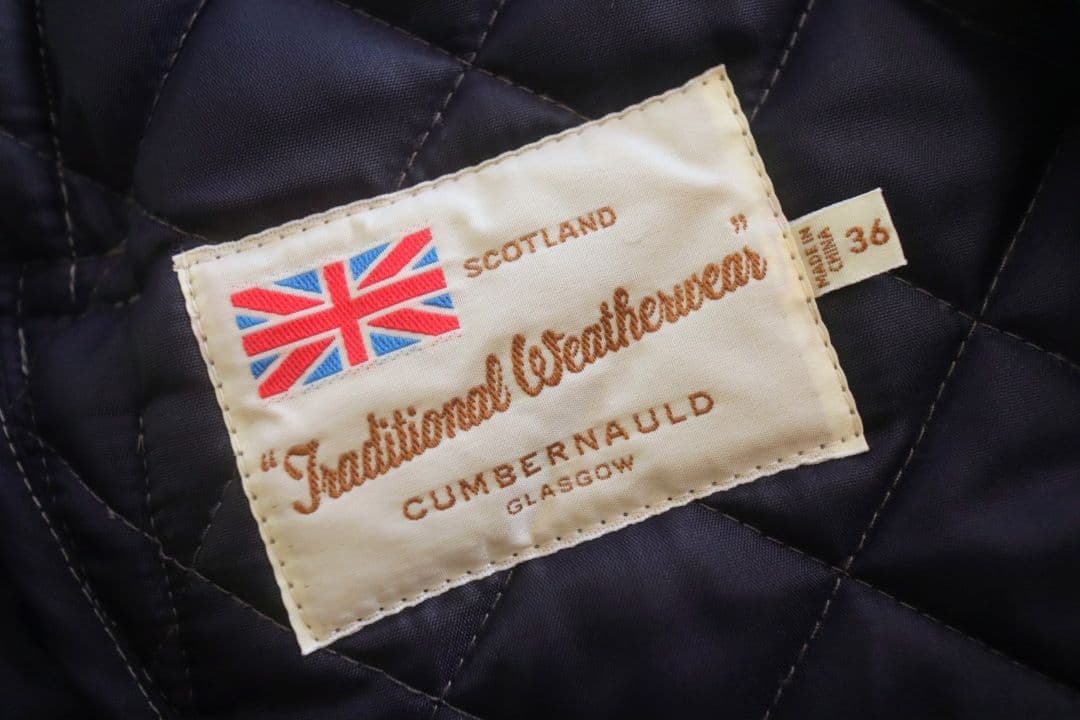 SCOTLAND
"Traditional Weatherwear"
CUMBERNAULD
GLASGOW
MADE IN
CHINA
36